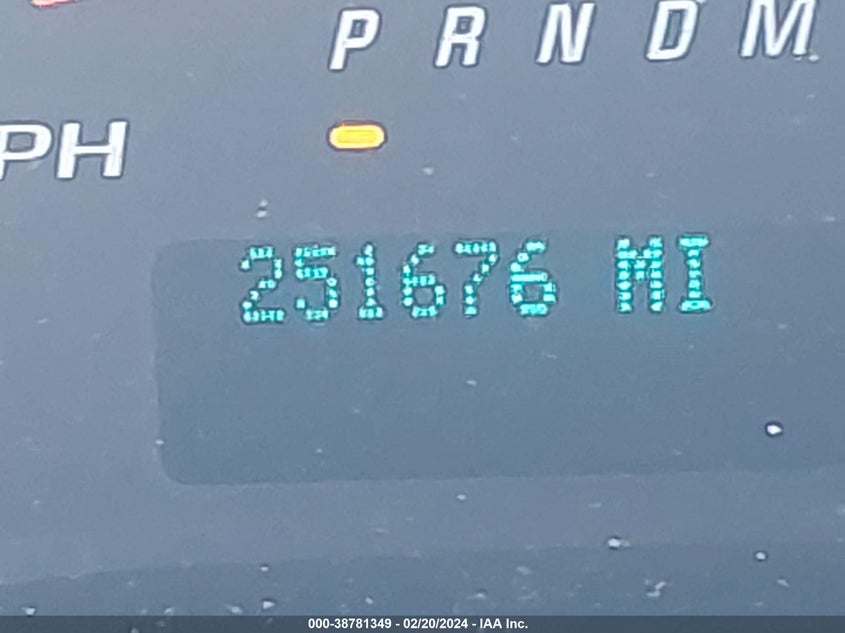 P R N D M
PH
251676 MI
000-38781349 - 02/20/2024 - IAA Inc.